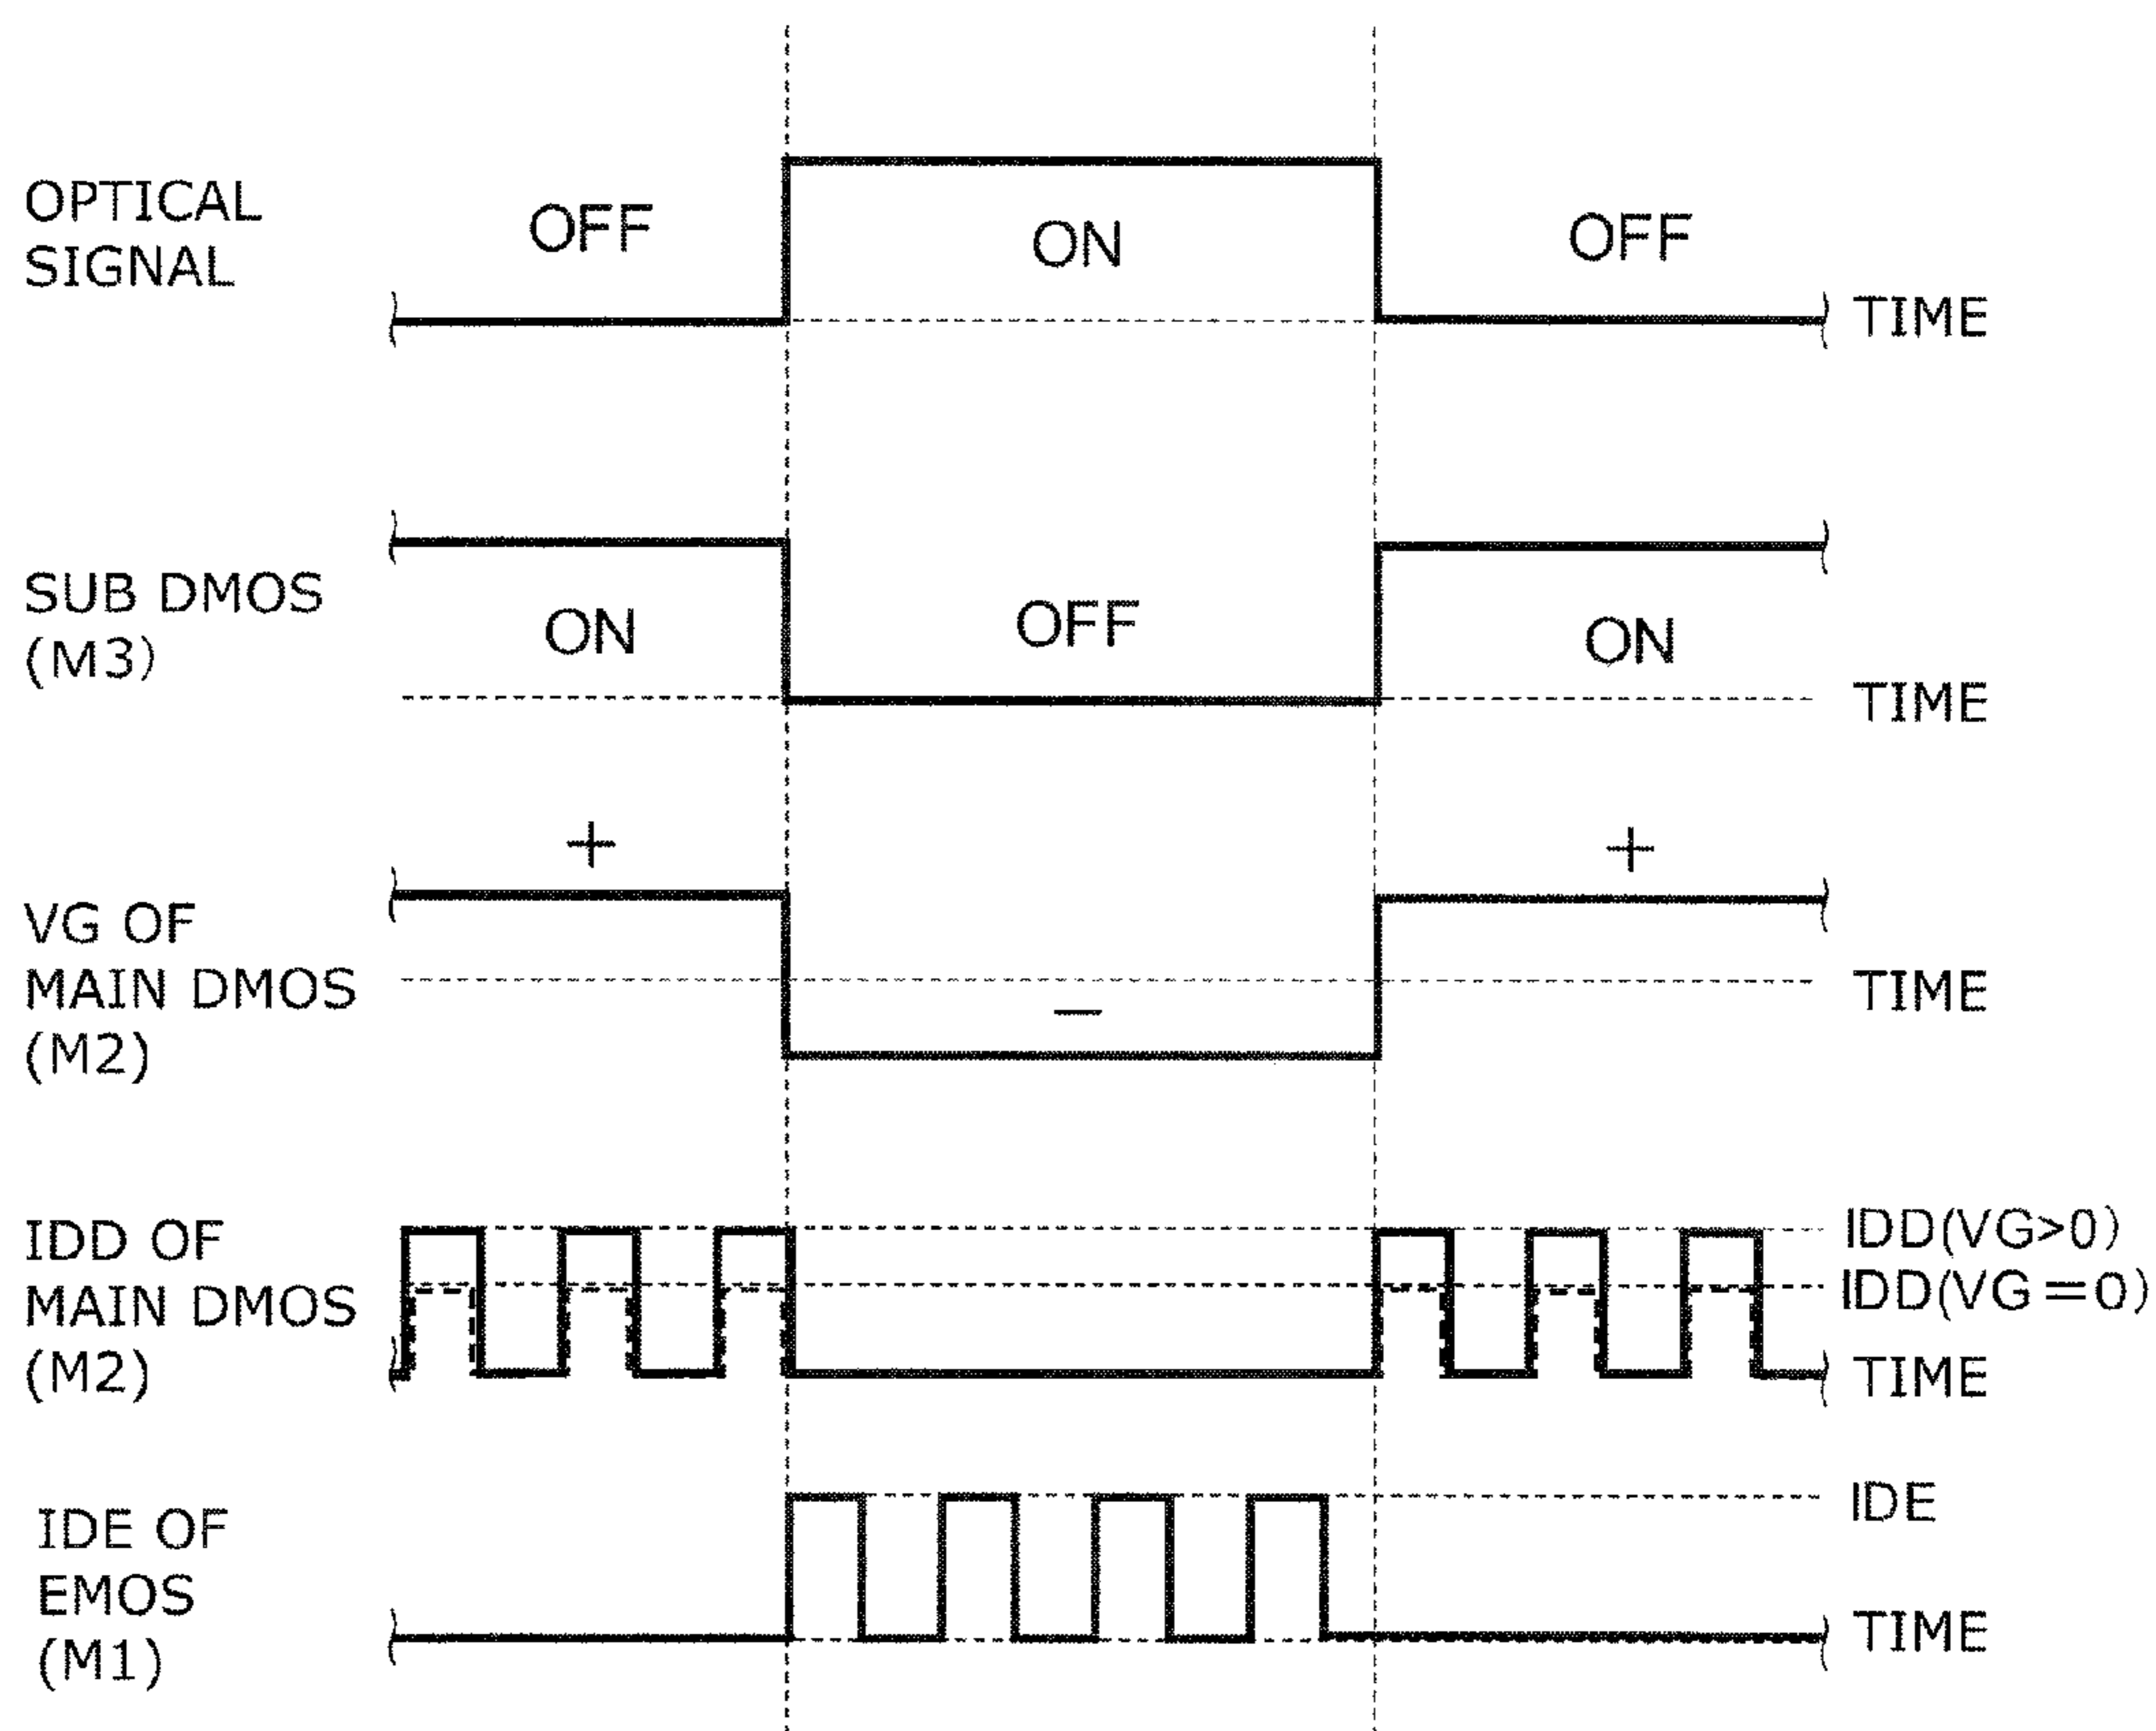 OPTICAL
SIGNAL
OFF
ON
OFF
TIME
SUB DMOS
(M3)
ON
OFF
ON
TIME
+
+
VG OF
MAIN DMOS
(M2)
−
TIME
IDD OF
MAIN DMOS
(M2)
IDD(VG>0)
IDD(VG=0)
TIME
IDE OF
EMOS
(M1)
IDE
TIME